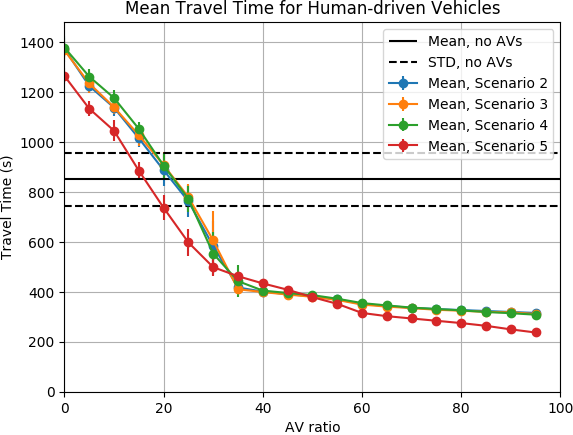 Mean Travel Time for Human-driven Vehicles
Travel Time (s)
1400
1200
1000
800
600
400
200
0
Mean, no AVs
STD, no AVs
Mean, Scenario 2
Mean, Scenario 3
Mean, Scenario 4
Mean, Scenario 5
0 20 40 60 80 100
AV ratio